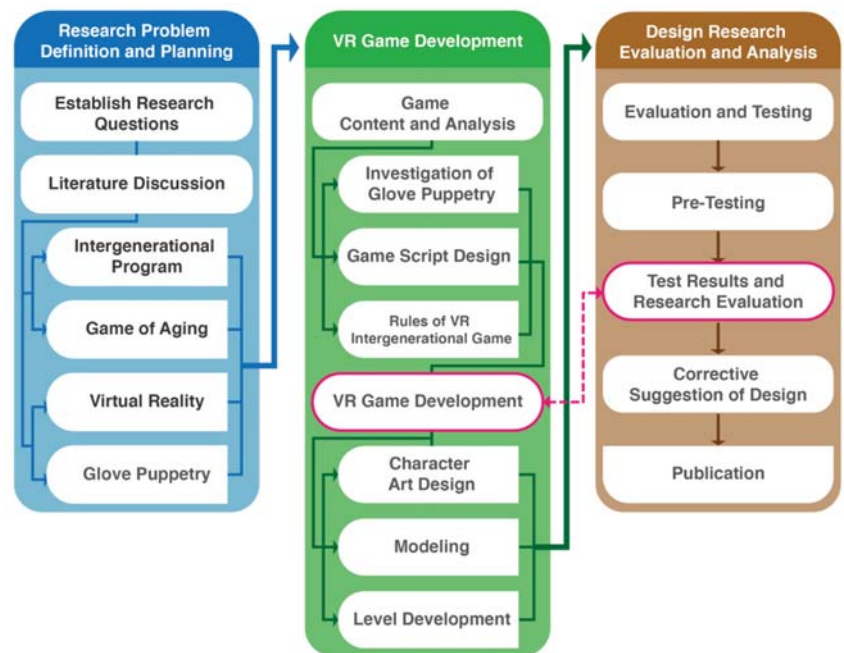 Research Problem
Definition and Planning
Establish Research
Questions
Literature Discussion
Intergenerational
Program
Game of Aging
Virtual Reality
Glove Puppetry
VR Game Development
Game
Content and Analysis
Investigation of
Glove Puppetry
Game Script Design
Rules of VR
Intergenerational Game
VR Game Development
Character
Art Design
Modeling
Level Development
Design Research
Evaluation and Analysis
Evaluation and Testing
Pre-Testing
Test Results and
Research Evaluation
Corrective
Suggestion of Design
Publication